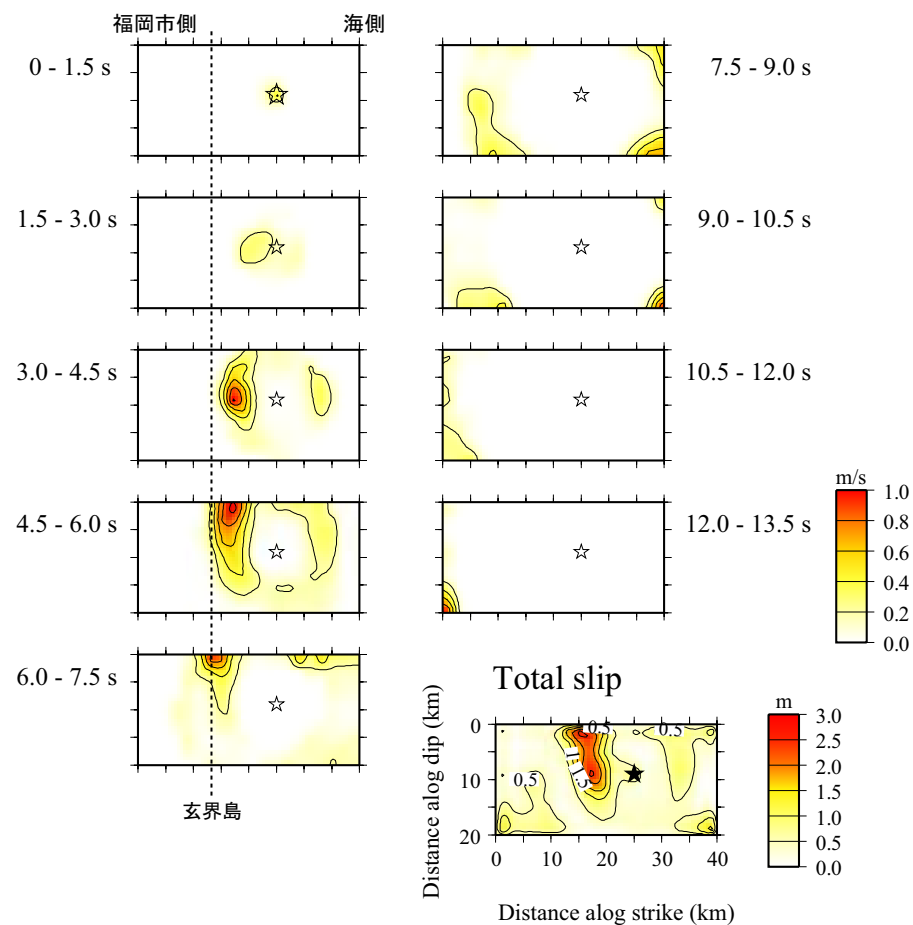 福岡市側
海側
0 - 1.5 s
1.5 - 3.0 s
3.0 - 4.5 s
4.5 - 6.0 s
6.0 - 7.5 s
玄界島
7.5 - 9.0 s
9.0 - 10.5 s
10.5 - 12.0 s
12.0 - 13.5 s
m/s
1.0
0.8
0.6
0.4
0.2
0.0
Total slip
Distance alog dip (km)
0
10
20
0.5
0.5
0.5
1.5
0 10 20 30 40
Distance alog strike (km)
m
3.0
2.5
2.0
1.5
1.0
0.5
0.0